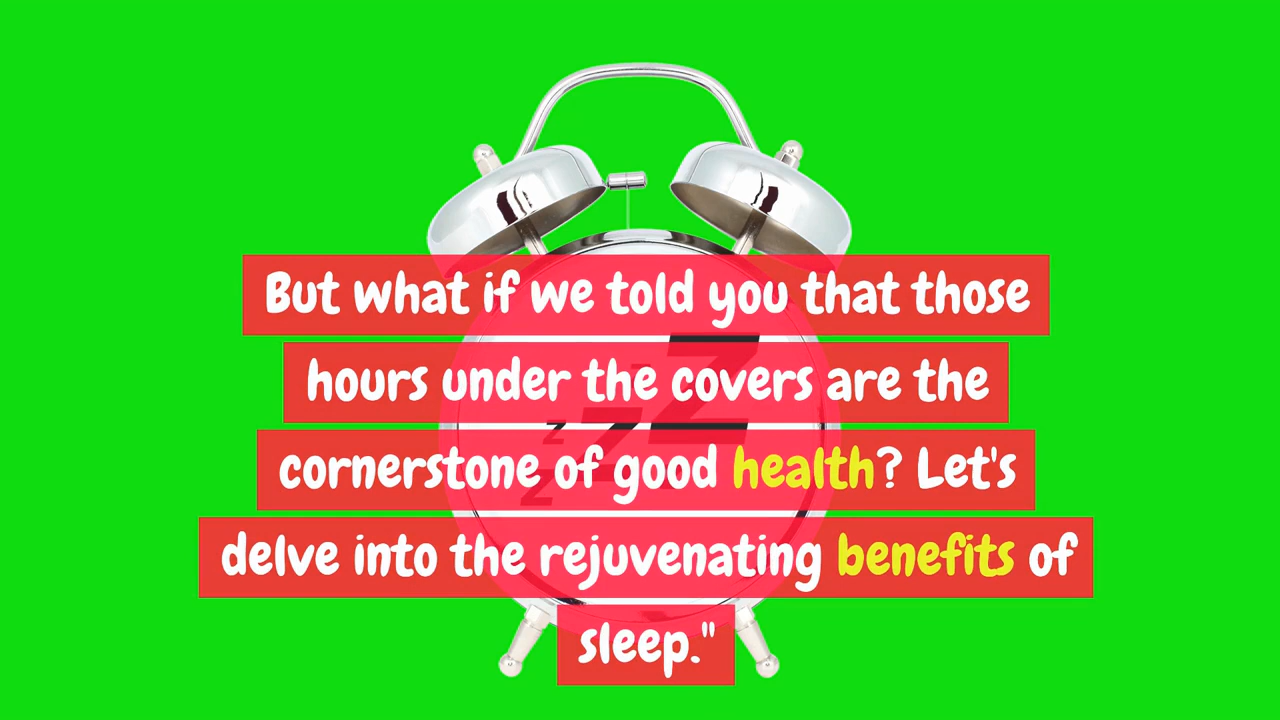 But what if we told you that those
hours under the covers are the
cornerstone of good health? Let's
delve into the rejuvenating benefits of
sleep."
Z
z Z
Z